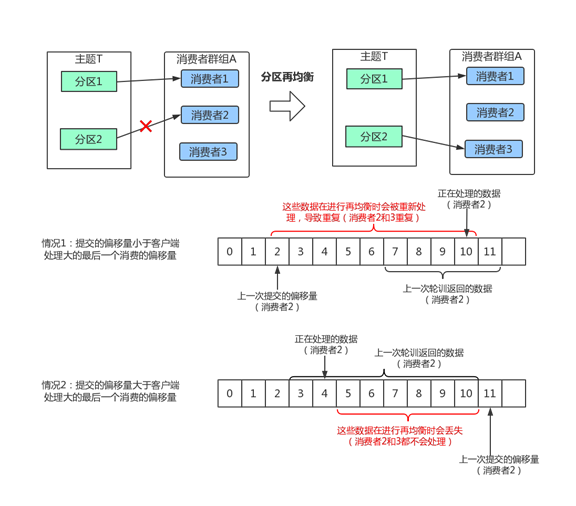 主题T
消费者群组A
分区1
消费者1
分区2
消费者2
消费者3
分区再均衡
主题T
消费者群组A
分区1
消费者1
消费者2
分区2
消费者3
正在处理的数据
（消费者2）
这些数据在进行再均衡时会被重新处
理，导致重复（消费者2和3重复）
情况1：提交的偏移量小于客户端
处理大的最后一个消费的偏移量
0 1 2 3 4 5 6 7 8 9 10 11
上一次提交的偏移量
（消费者2）
上一次轮训返回的数据
（消费者2）
正在处理的数据
（消费者2）
上一次轮训返回的数据
（消费者2）
情况2：提交的偏移量大于客户端
处理大的最后一个消费的偏移量
0 1 2 3 4 5 6 7 8 9 10 11
这些数据在进行再均衡时会丢失
（消费者2和3都不会处理）
上一次提交的偏移量
（消费者2）